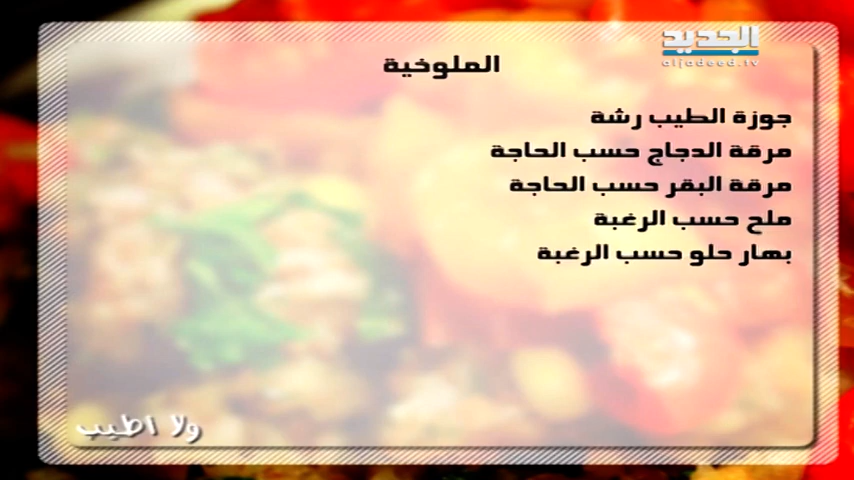 الجديد
aljadeed.tv
الملوخية
جوزة الطيب رشة
مرقة الدجاج حسب الحاجة
مرقة البقر حسب الحاجة
ملح حسب الرغبة
بهار حلو حسب الرغبة
ولا اطيب